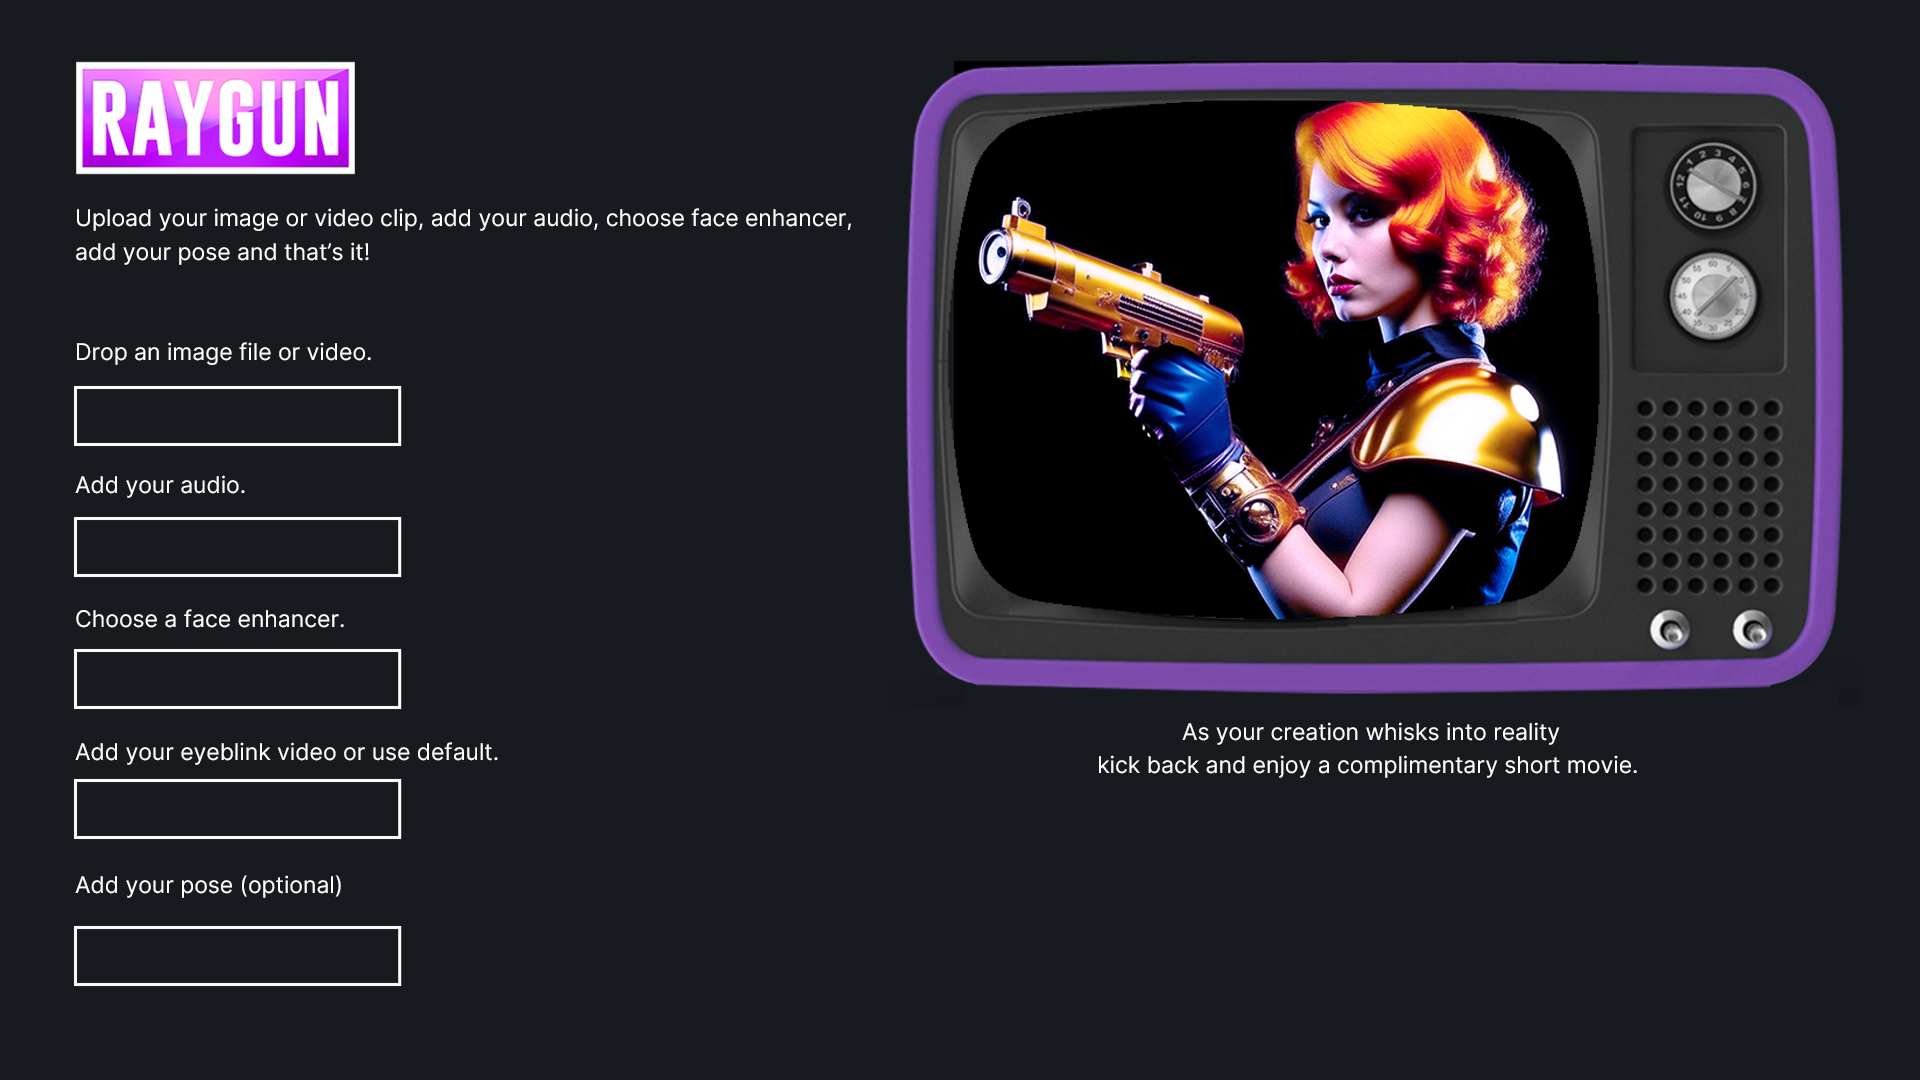 RAYGUN
Upload your image or video clip, add your audio, choose face enhancer,
add your pose and that’s it!
Drop an image file or video.
Add your audio.
Choose a face enhancer.
Add your eyeblink video or use default.
Add your pose (optional)
As your creation whisks into reality
kick back and enjoy a complimentary short movie.